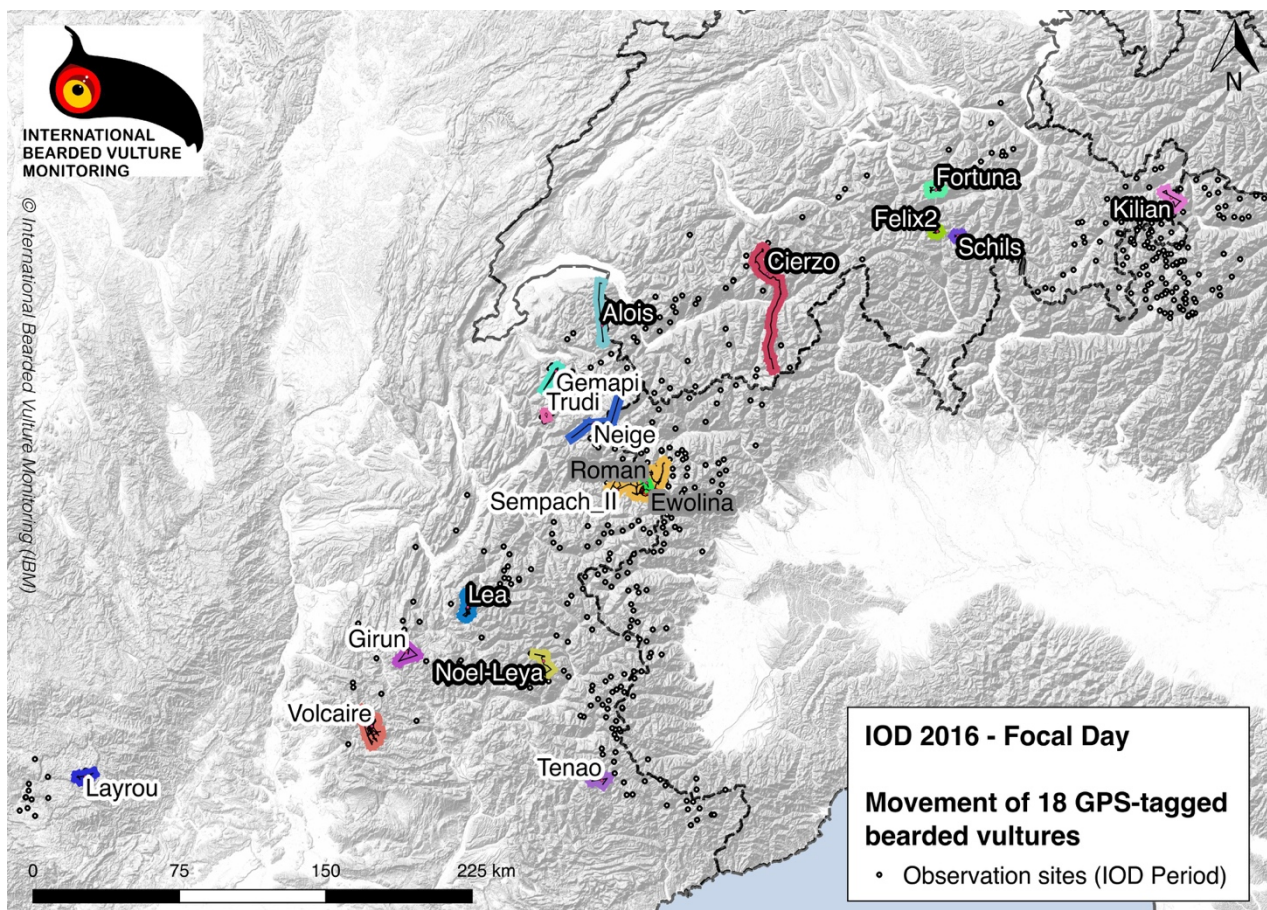 INTERNATIONAL
BEARDED VULTURE
MONITORING
© International Bearded Vulture Monitoring (IBM)
N
Fortuna
Kilian
Felix2
Schils
Cierzo
Alois
Gemapi
Trudi
Neige
Roman
Sempach_II
Ewolina
Lea
Girun
Noel-Leya
Volcaire
Tenao
Layrou
IOD 2016 - Focal Day
Movement of 18 GPS-tagged
bearded vultures
Observation sites (IOD Period)
0 75 150 225 km